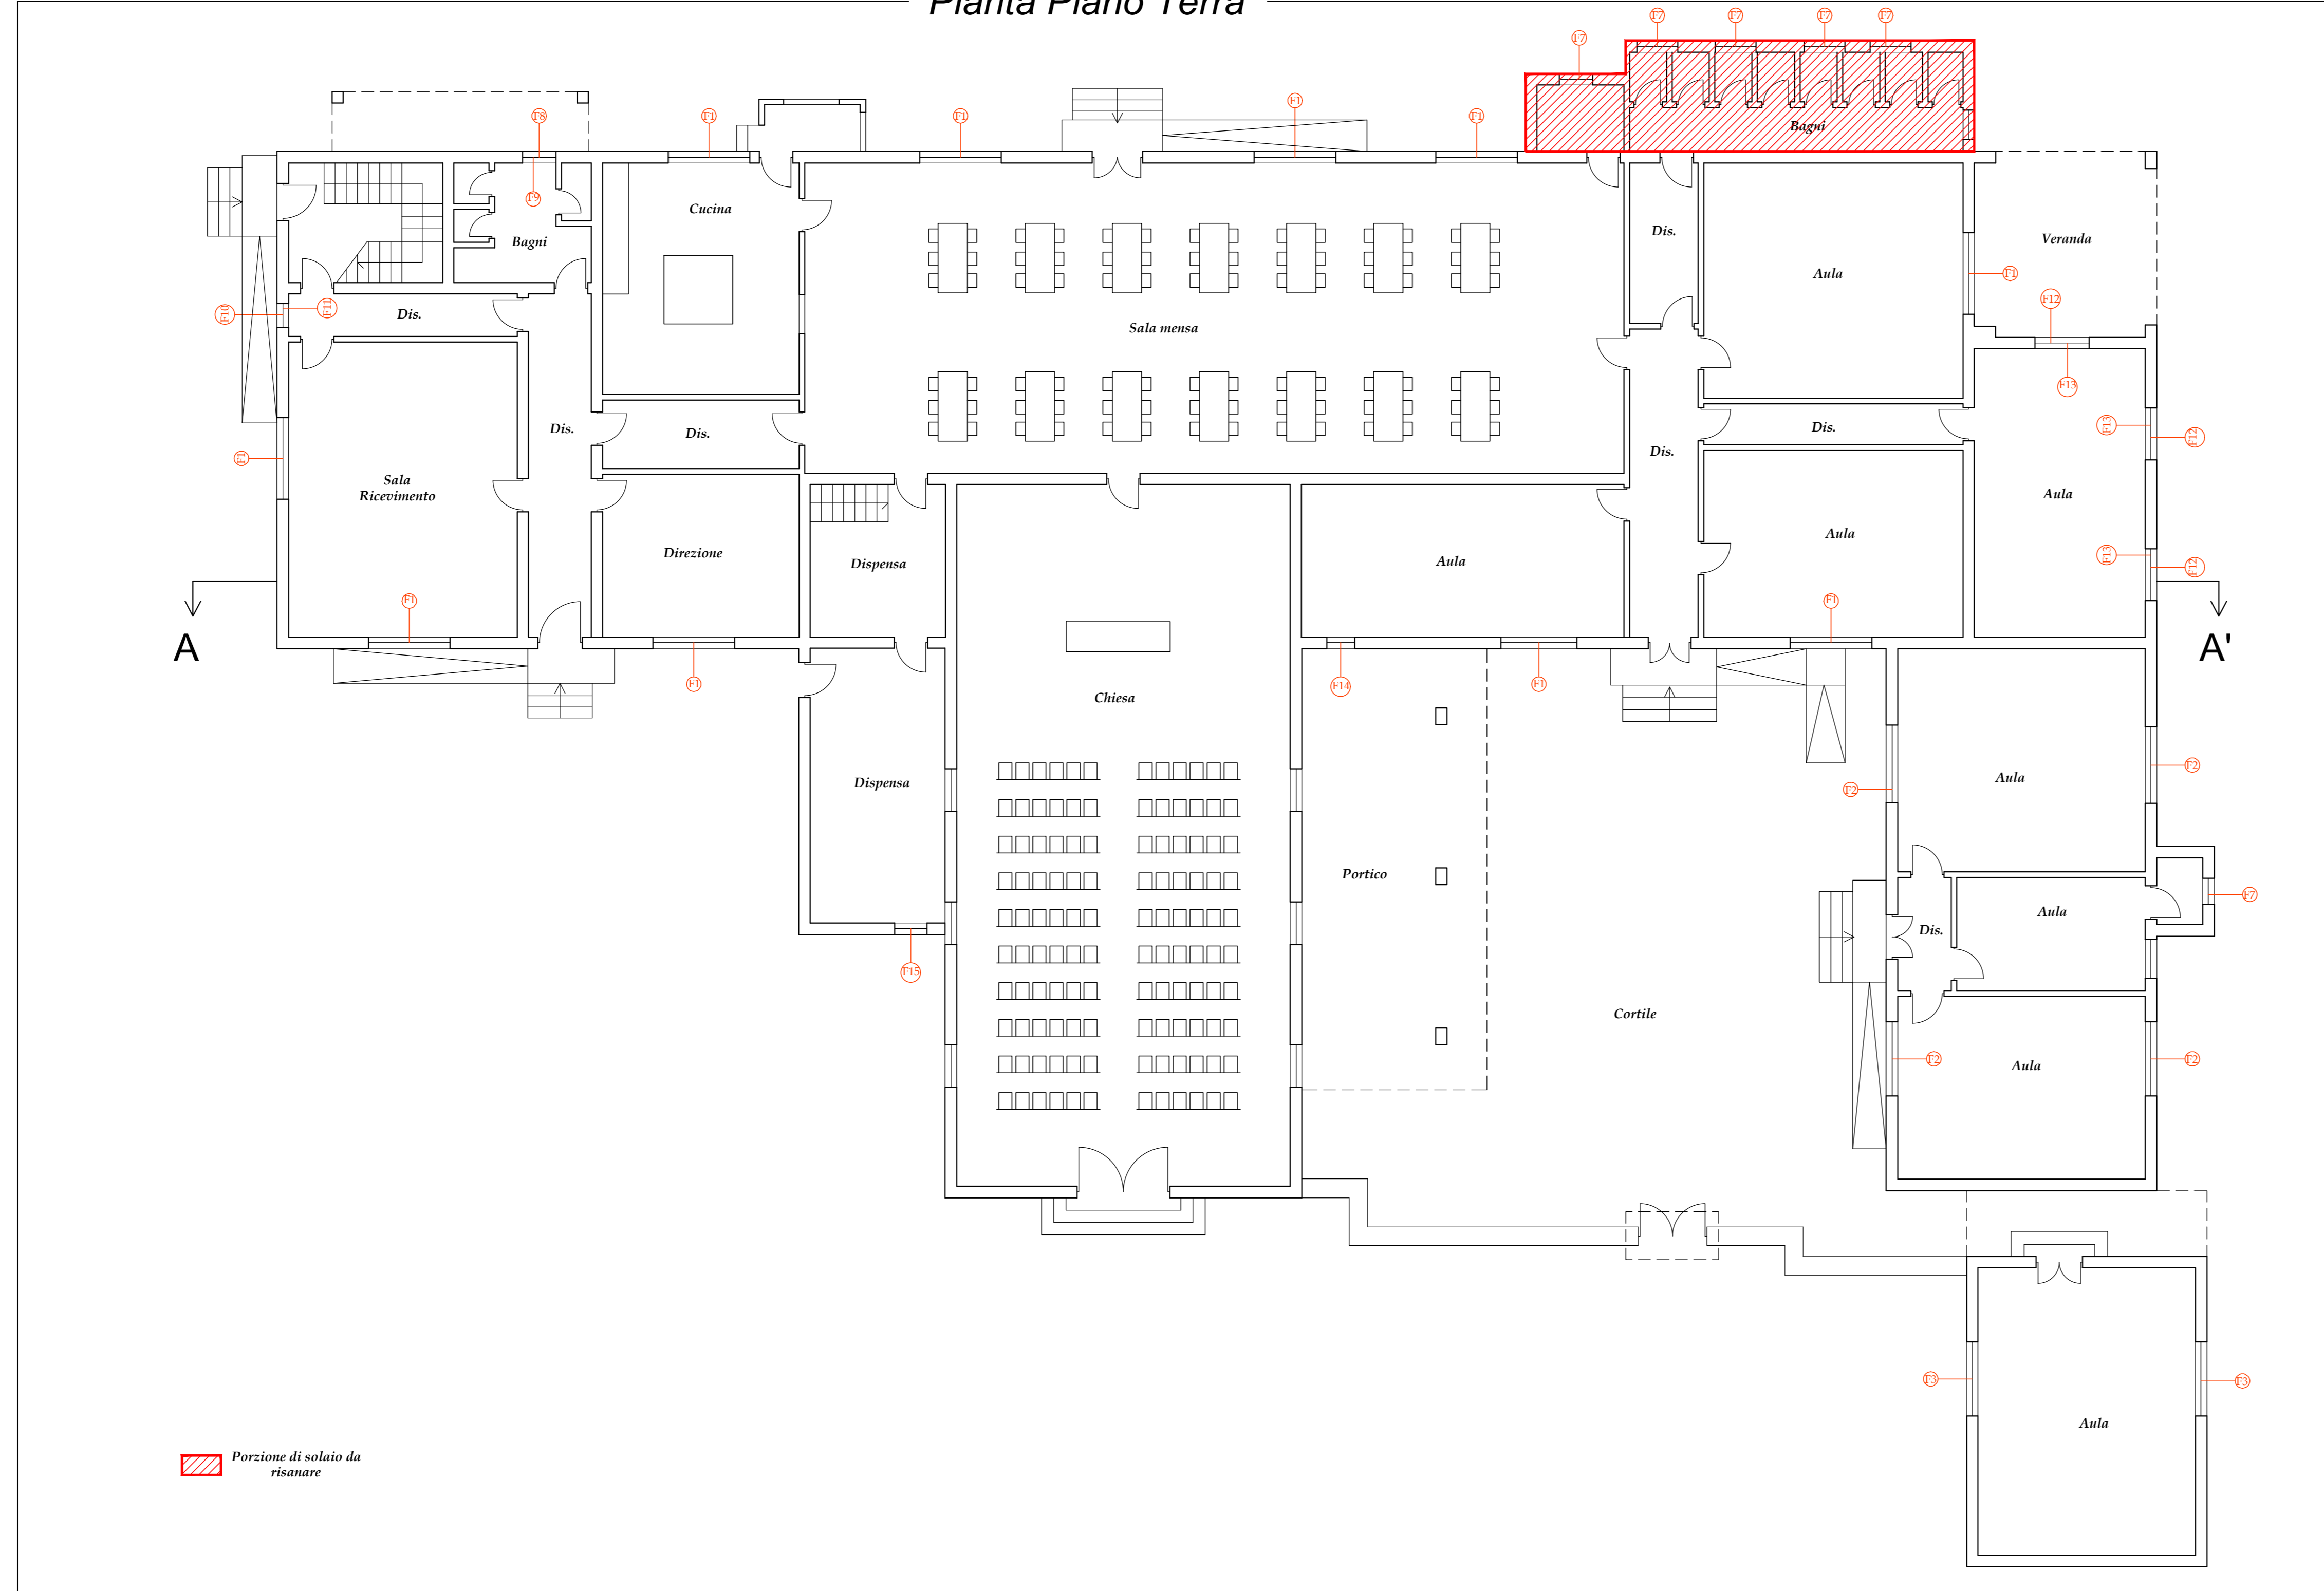 Pianta Piano Terra
F7 F7 F7 F7
F7
F8 F1 F1 F1 F1
Bagni
F9
Cucina
Bagni
Dis.
Veranda
Aula
F1
F10 F11
Dis.
Sala mensa
F12
F13
Dis.
Dis.
Dis.
F13 F12
F1
Sala
Ricevimento
Dis.
Aula
Direzione
Dispensa
Aula
Aula
F13 F12
F1
F1
A
A'
F1
F14
F1
Chiesa
Dispensa
F2
Aula
F2
Portico
F7
Aula
Dis.
F15
Cortile
F2
Aula
F2
F3
F3
Aula
Porzione di solaio da
risanare